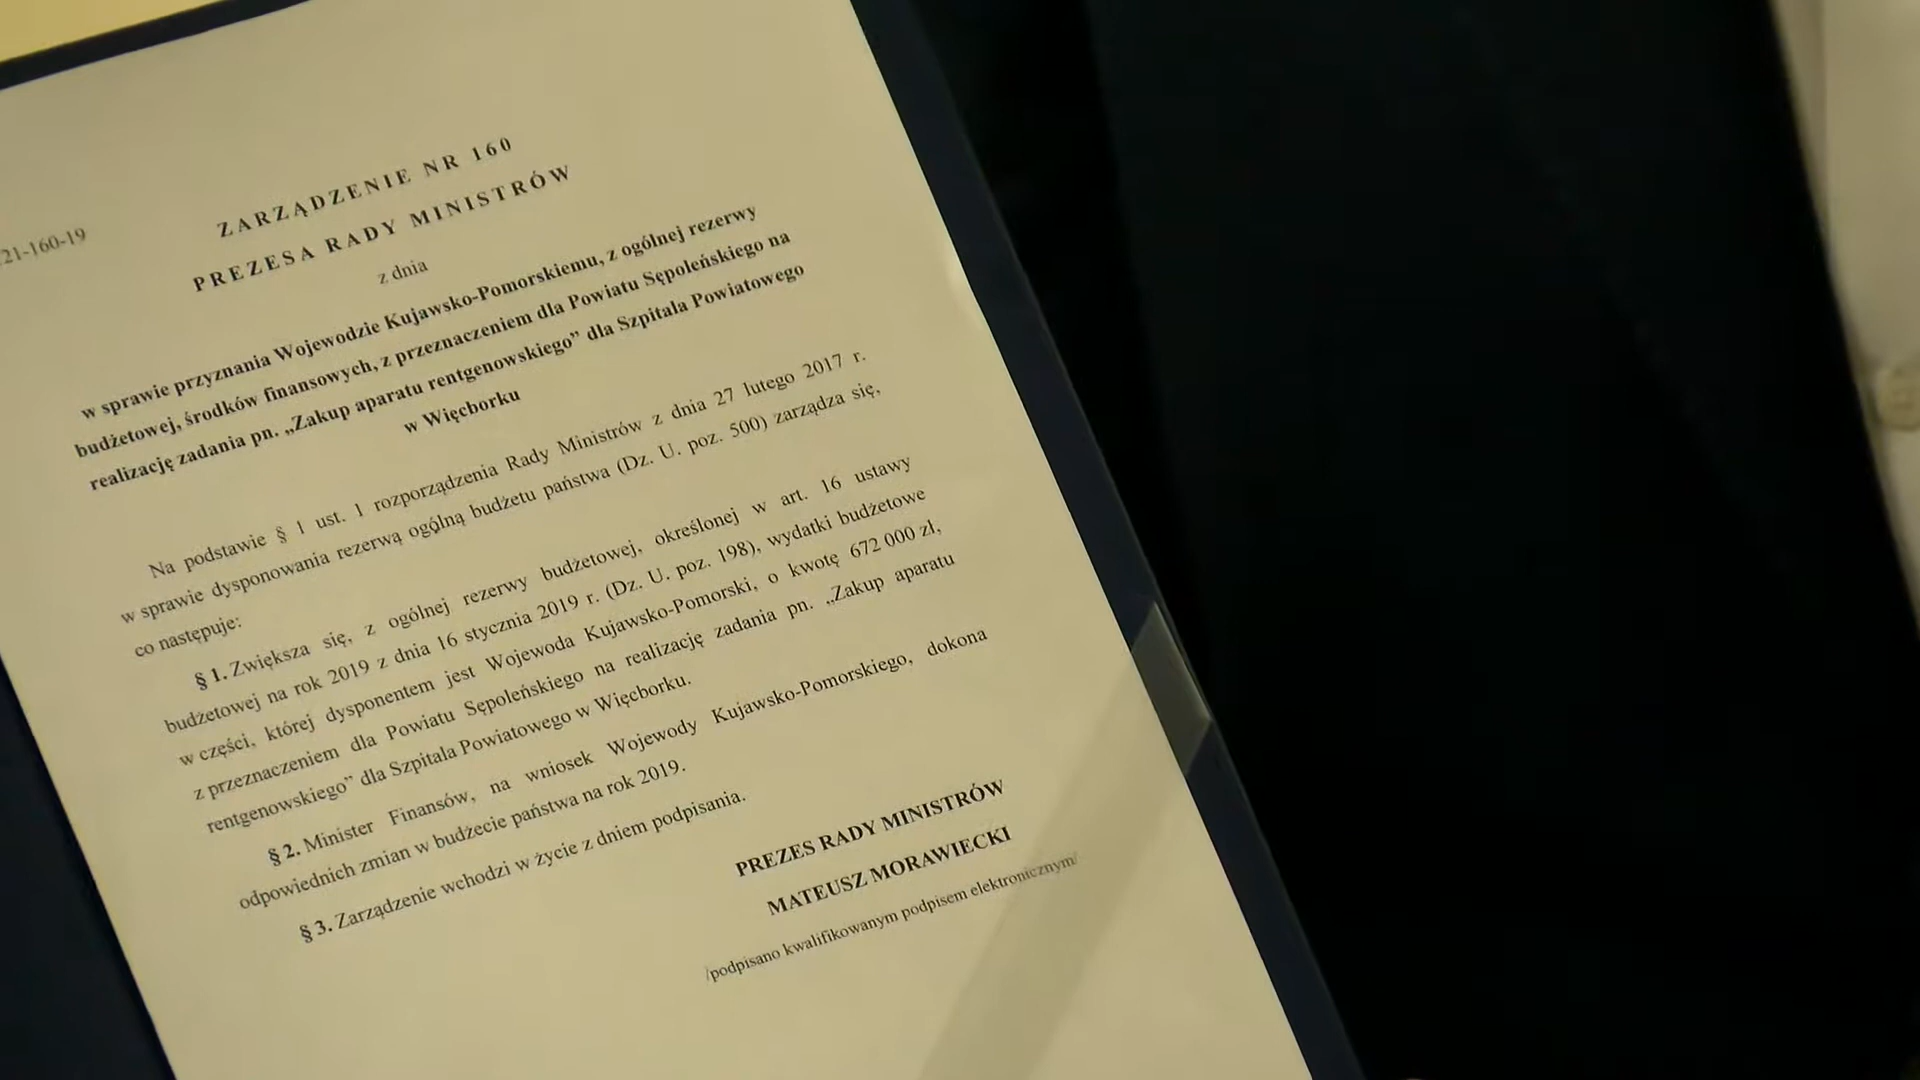 21-160-19
ZARZĄDZENIE NR 160
PREZESA RADY MINISTRÓW
z dnia
w sprawie przyznania Wojewodzie Kujawsko-Pomorskiemu, z ogólnej rezerwy
budżetowej, środków finansowych, z przeznaczeniem dla Powiatu Sępoleńskiego na
realizację zadania pn. „Zakup aparatu rentgenowskiego” dla Szpitala Powiatowego
w Więcborku
Na podstawie § 1 ust. 1 rozporządzenia Rady Ministrów z dnia 27 lutego 2017 r.
w sprawie dysponowania rezerwą ogólną budżetu państwa (Dz. U. poz. 500) zarządza się,
co następuje:
§ 1. Zwiększa się, z ogólnej rezerwy budżetowej, określonej w art. 16 ustawy
budżetowej na rok 2019 z dnia 16 stycznia 2019 r. (Dz. U. poz. 198), wydatki budżetowe
w części, której dysponentem jest Wojewoda Kujawsko-Pomorski, o kwotę 672 000 zł,
z przeznaczeniem dla Powiatu Sępoleńskiego na realizację zadania pn. „Zakup aparatu
rentgenowskiego” dla Szpitala Powiatowego w Więcborku.
§ 2. Minister Finansów, na wniosek Wojewody Kujawsko-Pomorskiego, dokona
odpowiednich zmian w budżecie państwa na rok 2019.
§ 3. Zarządzenie wchodzi w życie z dniem podpisania.
PREZES RADY MINISTRÓW
MATEUSZ MORAWIECKI
/podpisano kwalifikowanym podpisem elektronicznym/